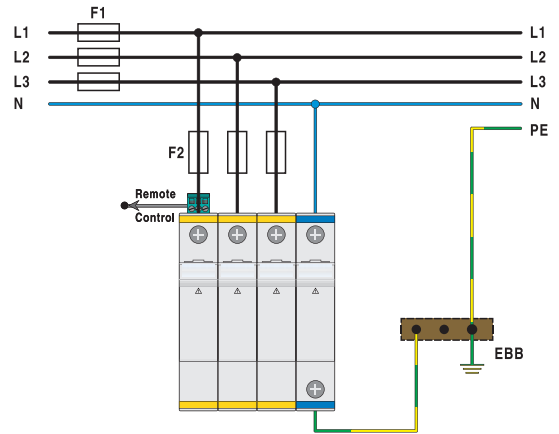 F1
L1 L1
L2 L2
L3 L3
N N
PE
F2
Remote
Control
EBB